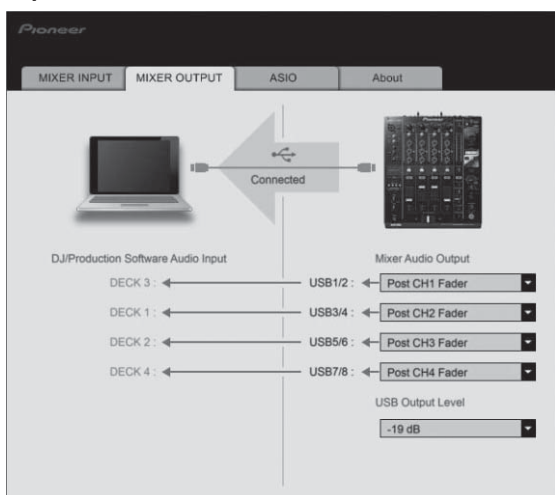 Pioneer
MIXER INPUT MIXER OUTPUT ASIO About
Connected
DJ/Production Software Audio Input Mixer Audio Output
DECK 3 : USB1/2 : Post CH1 Fader
DECK 1 : USB3/4 : Post CH2 Fader
DECK 2 : USB5/6 : Post CH3 Fader
DECK 4 : USB7/8 : Post CH4 Fader
USB Output Level
-19 dB